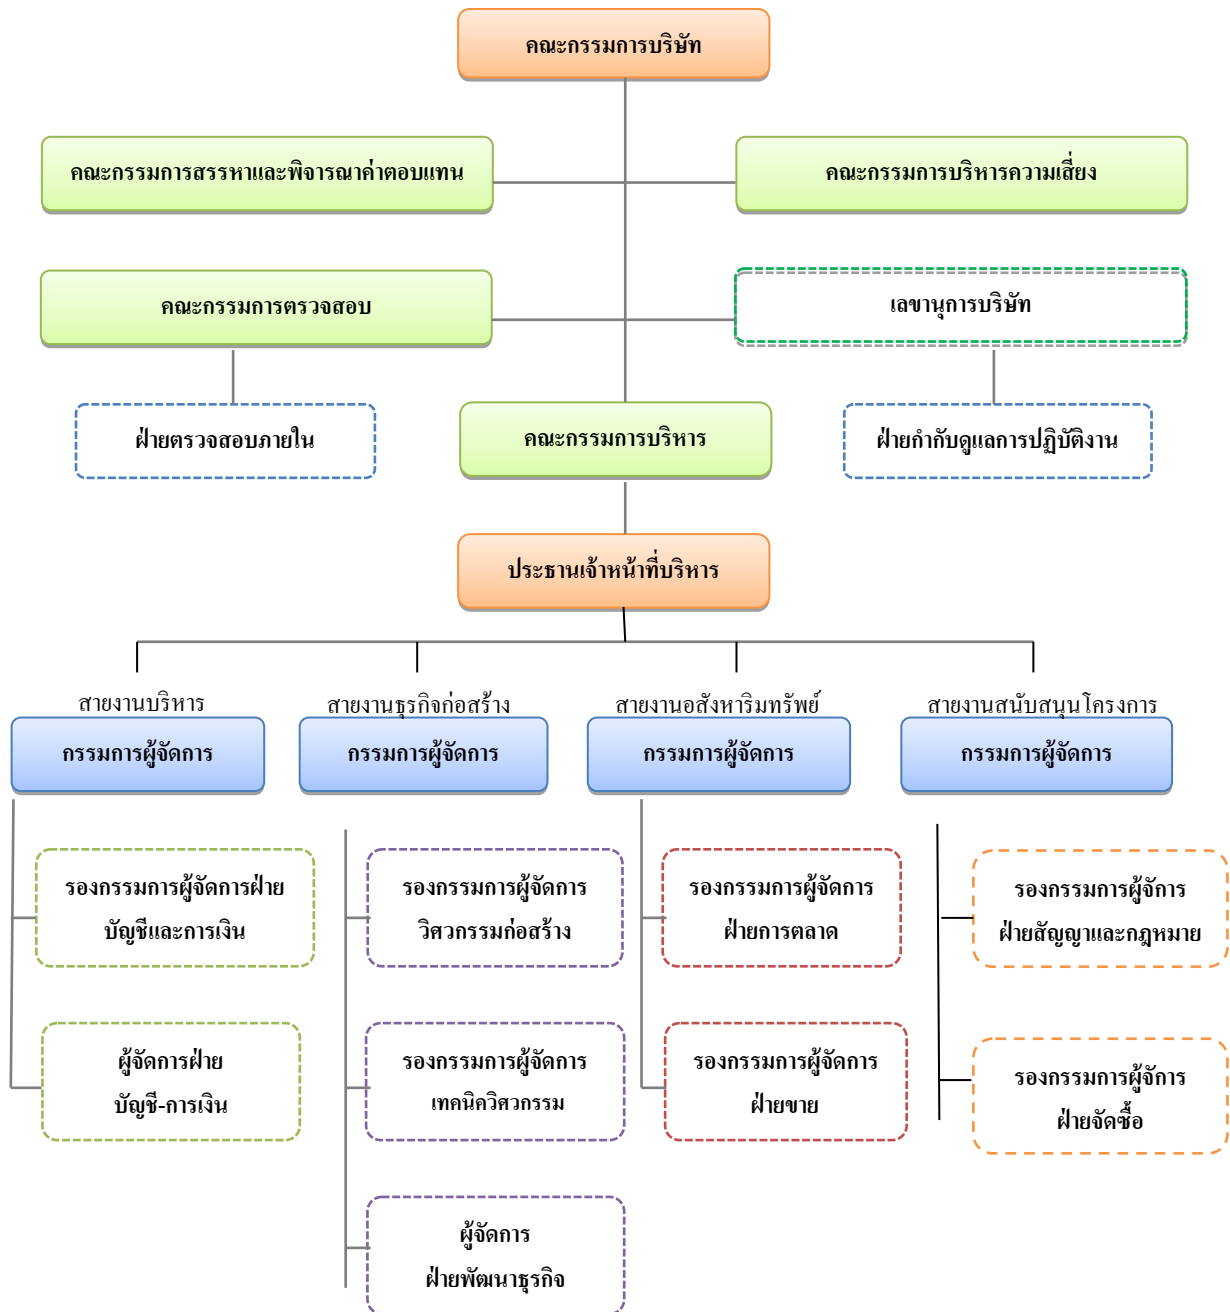 คณะกรรมการบริษัท
คณะกรรมการสรรหาและพิจารณาค่าตอบแทน
คณะกรรมการบริหารความเสี่ยง
คณะกรรมการตรวจสอบ
เลขานุการบริษัท
ฝ่ายตรวจสอบภายใน
คณะกรรมการบริหาร
ฝ่ายกำกับดูแลการปฏิบัติงาน
ประธานเจ้าหน้าที่บริหาร
สายงานบริหาร
กรรมการผู้จัดการ
รองกรรมการผู้จัดการฝ่าย
บัญชีและการเงิน
ผู้จัดการฝ่าย
บัญชี-การเงิน
สายงานธุรกิจก่อสร้าง
กรรมการผู้จัดการ
รองกรรมการผู้จัดการ
วิศวกรรมก่อสร้าง
รองกรรมการผู้จัดการ
เทคนิควิศวกรรม
ผู้จัดการ
ฝ่ายพัฒนาธุรกิจ
สายงานอสังหาริมทรัพย์
กรรมการผู้จัดการ
รองกรรมการผู้จัดการ
ฝ่ายการตลาด
รองกรรมการผู้จัดการ
ฝ่ายขาย
สายงานสนับสนุนโครงการ
กรรมการผู้จัดการ
รองกรรมการผู้จัการ
ฝ่ายสัญญาและกฎหมาย
รองกรรมการผู้จัการ
ฝ่ายจัดซื้อ